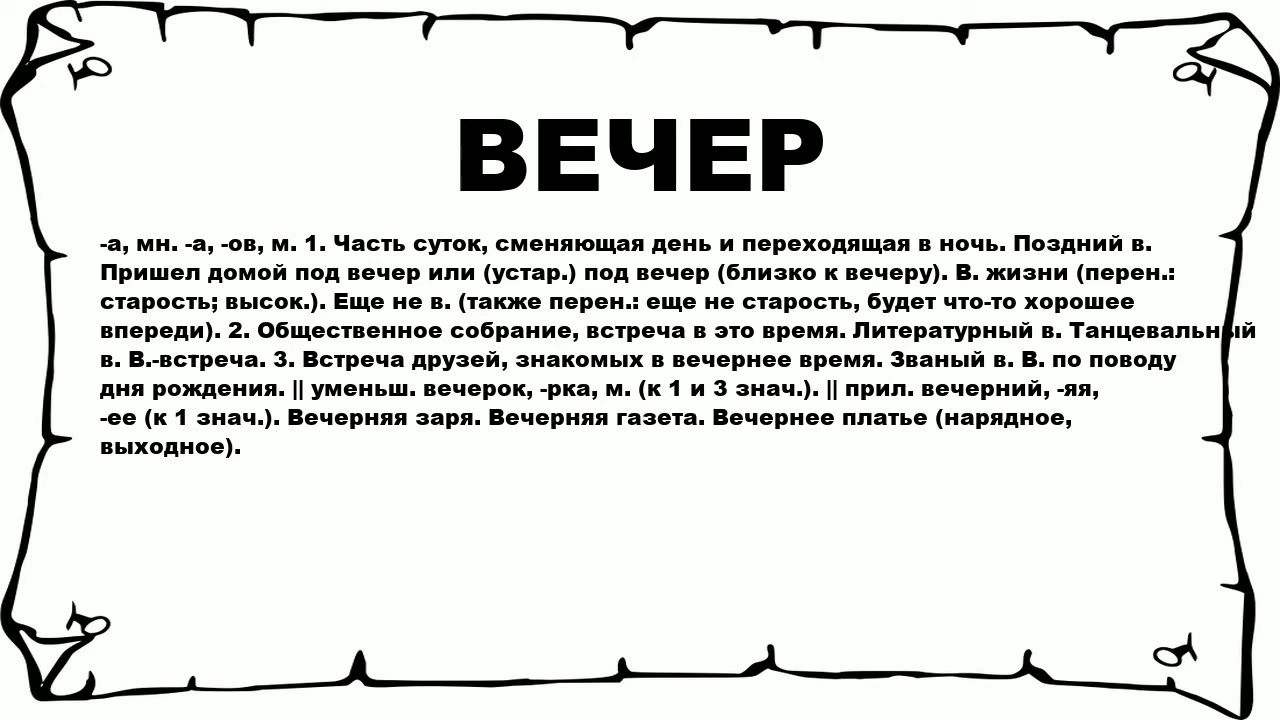 ВЕЧЕР
-а, мн. -а, -ов, м. 1. Часть суток, сменяющая день и переходящая в ночь. Поздний в.
Пришел домой под вечер или (устар.) под вечер (близко к вечеру). В. жизни (перен.:
старость; высок.). Еще не в. (также перен.: еще не старость, будет что-то хорошее
впереди). 2. Общественное собрание, встреча в это время. Литературный в. Танцевальный
в. В.-встреча. 3. Встреча друзей, знакомых в вечернее время. Званый в. В. по поводу
дня рождения. || уменьш. вечерок, -рка, м. (к 1 и 3 знач.). || прил. вечерний, -яя,
-ее (к 1 знач.). Вечерняя заря. Вечерняя газета. Вечернее платье (нарядное,
выходное).